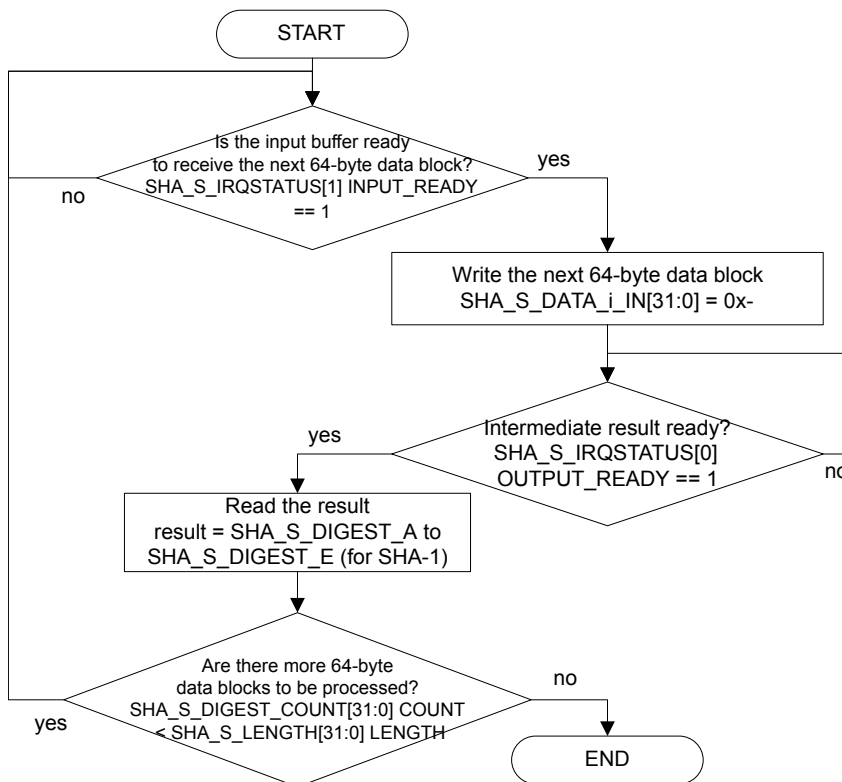 START
Is the input buffer ready
to receive the next 64-byte data block?
SHA_S_IRQSTATUS[1] INPUT_READY
== 1
no
yes
Write the next 64-byte data block
SHA_S_DATA_i_IN[31:0] = 0x-
Intermediate result ready?
SHA_S_IRQSTATUS[0]
OUTPUT_READY == 1
yes
no
Read the result
result = SHA_S_DIGEST_A to
SHA_S_DIGEST_E (for SHA-1)
Are there more 64-byte
data blocks to be processed?
SHA_S_DIGEST_COUNT[31:0] COUNT
< SHA_S_LENGTH[31:0] LENGTH
yes
no
END